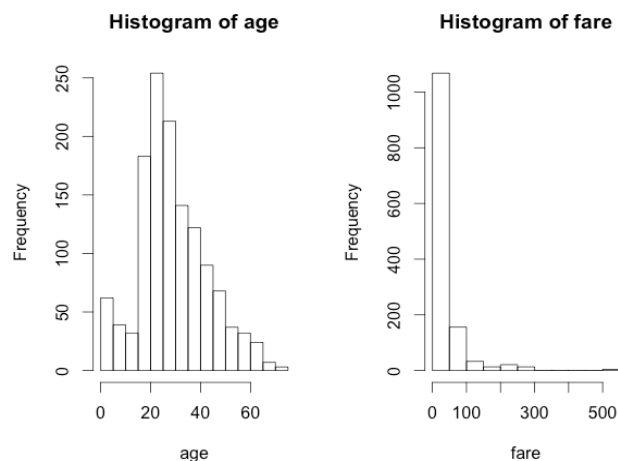 Histogram of age
Frequency
0 50 100 150 200 250
0 20 40 60
age
Histogram of fare
Frequency
0 200 400 600 800 1000
0 100 300 500
fare